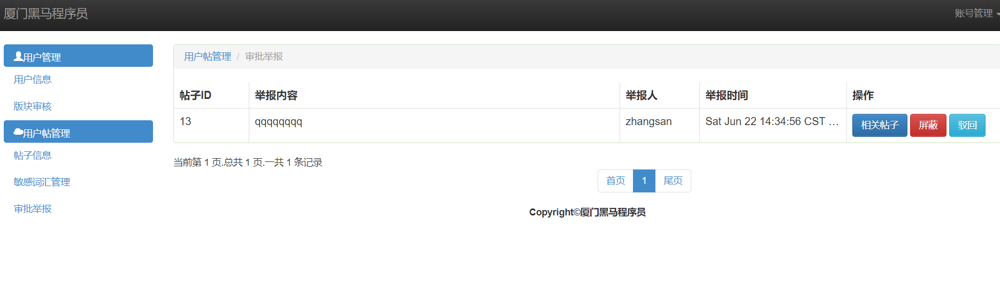 厦门黑马程序员
账号管理
用户管理
用户信息
版块审核
用户帖管理
帖子信息
敏感词汇管理
审批举报
用户帖管理 / 审批举报
帖子ID 举报内容 举报人 举报时间 操作
13 qqqqqqqq zhangsan Sat Jun 22 14:34:56 CST … 相关帖子 屏蔽 驳回
当前第 1 页.总共 1 页.一共 1 条记录
首页 1 尾页
Copyright©厦门黑马程序员